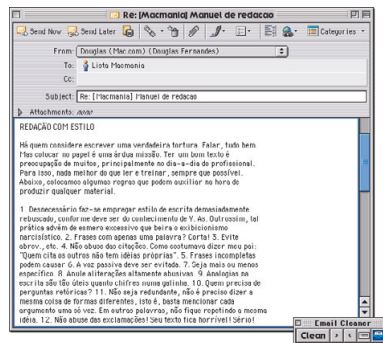 Re: [Macmania] Manuel de redacao
Send Now Send Later Categories
From: Douglas (Mac.com) (Douglas Fernandes)
To: Lista Macmania
Cc:
Subject: Re: [Macmania] Manuel de redacao
Attachments: none
REDAÇÃO COM ESTILO
Há quem considere escrever uma verdadeira tortura. Falar, tudo bem.
Mas colocar no papel é uma árdua missão. Ter um bom texto é
preocupação de muitos, principalmente no dia-a-dia do profissional.
Para isso, nada melhor do que ler e treinar, sempre que possível.
Abaixo, colocamos algumas regras que podem auxiliar na hora de
produzir qualquer material.
1. Desnecessário faz-se empregar estilo de escrita demasiadamente
rebuscado, conforme deve ser do conhecimento de V. As. Outrossim, tal
prática advém de esmero excessivo que beira o exibicionismo
narcisístico. 2. Frases com apenas uma palavra? Corta! 3. Evite
abrev., etc. 4. Não abuse das citações. Como costumava dizer meu pai:
"Quem cita os outros não tem idéias próprias". 5. Frases incompletas
podem causar 6. A voz passiva deve ser evitada. 7. Seja mais ou menos
específico. 8. Anule aliterações altamente abusivas. 9. Analogias na
escrita são tão úteis quanto chifres numa galinha. 10. Quem precisa de
perguntas retóricas? 11. Não seja redundante, não é preciso dizer a
mesma coisa de formas diferentes, isto é, basta mencionar cada
argumento uma só vez. Em outras palavras, não fique repetindo a mesma
idéia. 12. Não abuse das exclamações! Seu texto fica horrível! Sério!
Email Cleaner
Clean